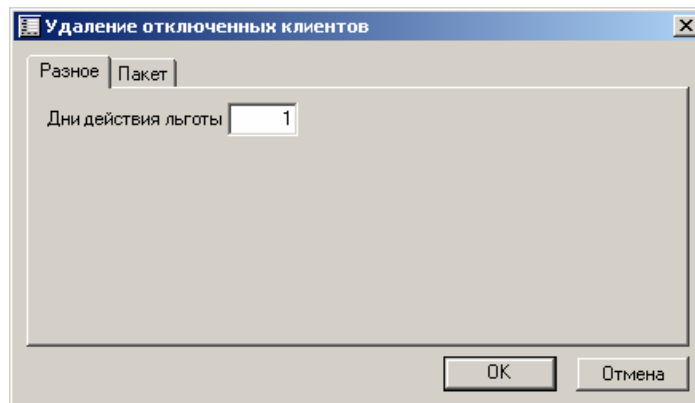 Удаление отключенных клиентов
Разное Пакет
Дни действия льготы 1
OK Отмена